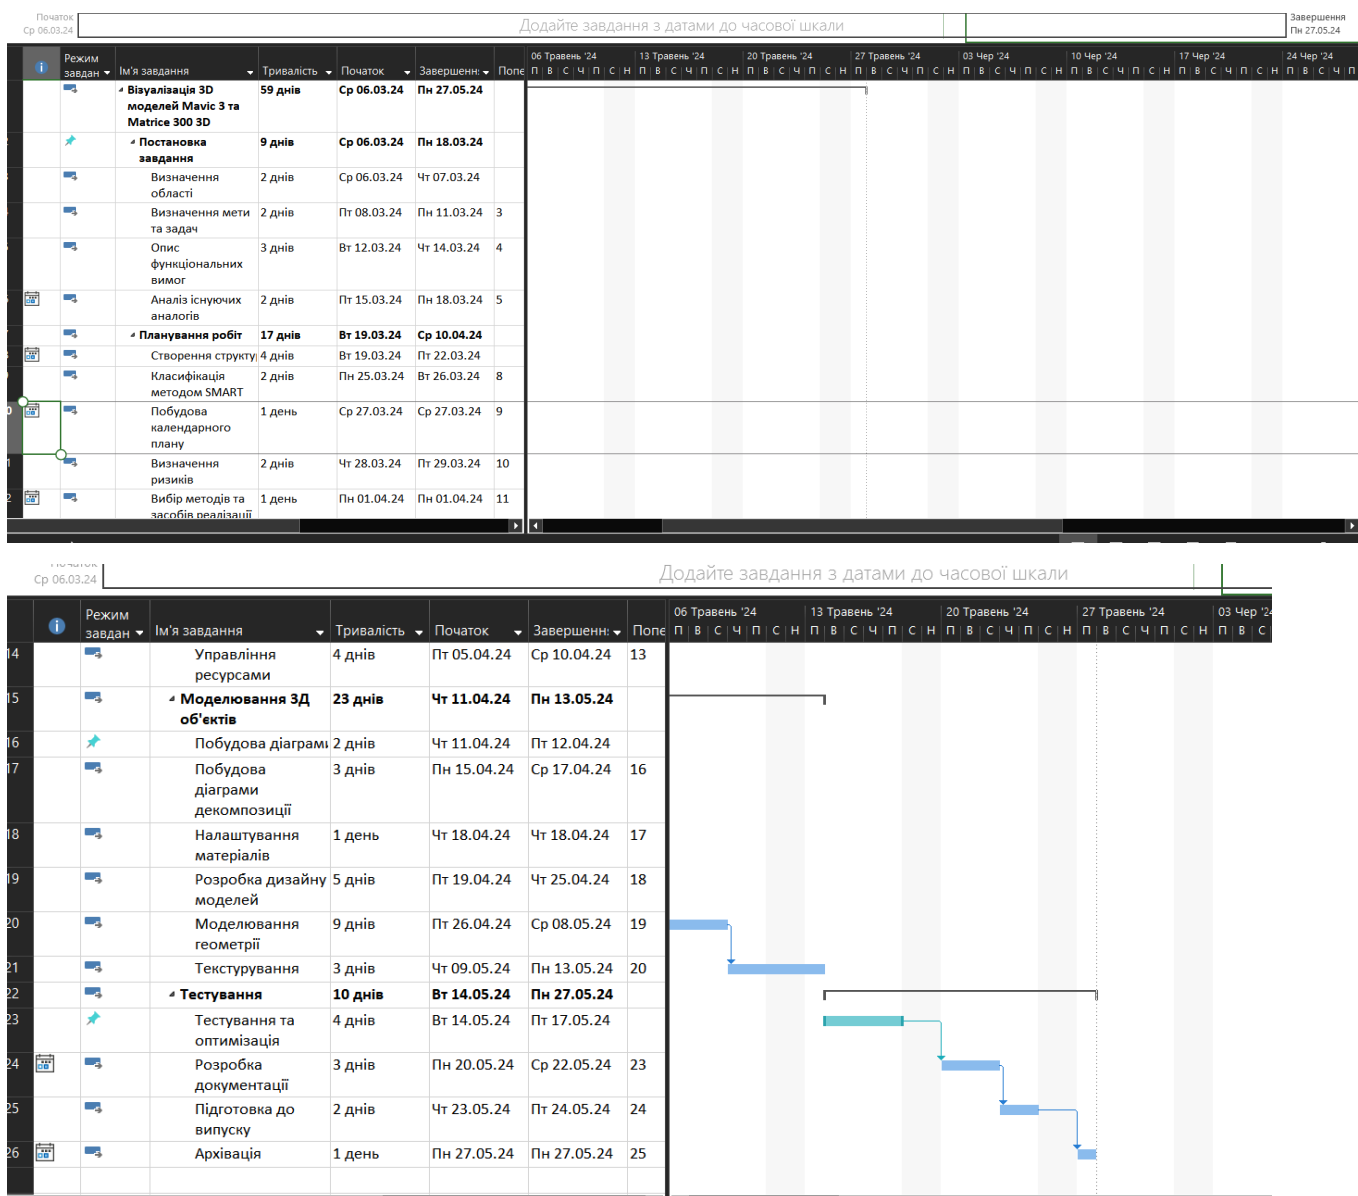 Початок
Ср 06.03.24
Додайте завдання з датами до часової шкали
Завершення
Пн 27.05.24
Режим
завдан Ім'я завдання Тривалість Початок Завершенн: Попе
06 Травень '24 13 Травень '24 20 Травень '24 27 Травень '24 03 Чер '24 10 Чер '24 17 Чер '24 24 Чер '24
П В С Ч П С Н П В С Ч П С Н П В С Ч П С Н П В С Ч П С Н П В С Ч П С Н П В С Ч П С Н П В С Ч П С Н П В С Ч П
Візуалізація 3D 59 днів Ср 06.03.24 Пн 27.05.24
моделей Mavic 3 та
Matrice 300 3D
Постановка 9 днів Ср 06.03.24 Пн 18.03.24
завдання
Визначення 2 днів Ср 06.03.24 Чт 07.03.24
області
Визначення мети 2 днів Пт 08.03.24 Пн 11.03.24 3
та задач
Опис 3 днів Вт 12.03.24 Чт 14.03.24 4
функціональних
вимог
Аналіз існуючих 2 днів Пт 15.03.24 Пн 18.03.24 5
аналогів
Планування робіт 17 днів Вт 19.03.24 Ср 10.04.24
Створення структу 4 днів Вт 19.03.24 Пт 22.03.24
Класифікація 2 днів Пн 25.03.24 Вт 26.03.24 8
методом SMART
Побудова 1 день Ср 27.03.24 Ср 27.03.24 9
календарного
плану
Визначення 2 днів Чт 28.03.24 Пт 29.03.24 10
ризиків
Вибір методів та 1 день Пн 01.04.24 Пн 01.04.24 11
засобів реалізації
Ср 06.03.24
Додайте завдання з датами до часової шкали
Режим
завдан Ім'я завдання Тривалість Початок Завершенн: Попе
06 Травень '24 13 Травень '24 20 Травень '24 27 Травень '24 03 Чер '24
П В С Ч П С Н П В С Ч П С Н П В С Ч П С Н П В С Ч П С Н П В С
14 Управління 4 днів Пт 05.04.24 Ср 10.04.24 13
ресурсами
15 Моделювання 3Д 23 днів Чт 11.04.24 Пн 13.05.24
об'єктів
16 Побудова діаграми 2 днів Чт 11.04.24 Пт 12.04.24
17 Побудова 3 днів Пн 15.04.24 Ср 17.04.24 16
діаграми
декомпозиції
18 Налаштування 1 день Чт 18.04.24 Чт 18.04.24 17
матеріалів
19 Розробка дизайну 5 днів Пт 19.04.24 Чт 25.04.24 18
моделей
20 Моделювання 9 днів Пт 26.04.24 Ср 08.05.24 19
геометрії
21 Текстурування 3 днів Чт 09.05.24 Пн 13.05.24 20
22 Тестування 10 днів Вт 14.05.24 Пн 27.05.24
23 Тестування та 4 днів Вт 14.05.24 Пт 17.05.24
оптимізація
24 Розробка 3 днів Пн 20.05.24 Ср 22.05.24 23
документації
25 Підготовка до 2 днів Чт 23.05.24 Пт 24.05.24 24
випуску
26 Архівація 1 день Пн 27.05.24 Пн 27.05.24 25